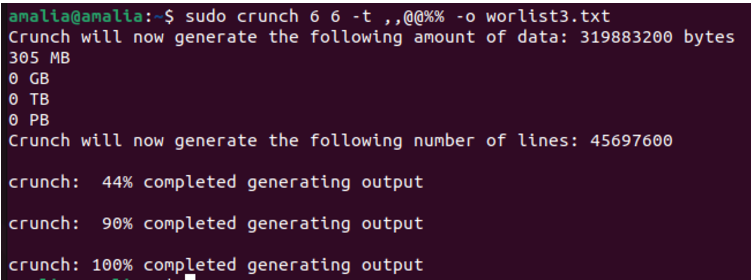 amalia@amalia:~$ sudo crunch 6 6 -t ,,@@%% -o worlist3.txt
Crunch will now generate the following amount of data: 319883200 bytes
305 MB
0 GB
0 TB
0 PB
Crunch will now generate the following number of lines: 45697600
crunch:  44% completed generating output
crunch:  90% completed generating output
crunch: 100% completed generating output